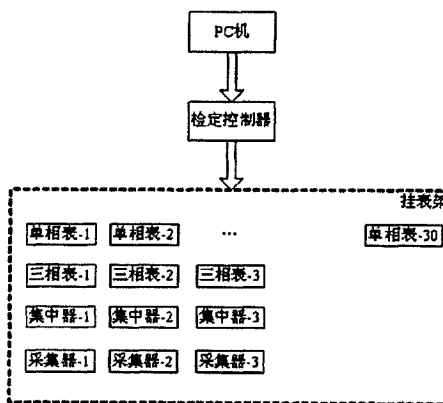 PC机
检定控制器
挂表架
单相表-1 单相表-2 … 单相表-30
三相表-1 三相表-2 三相表-3
集中器-1 集中器-2 集中器-3
采集器-1 采集器-2 采集器-3